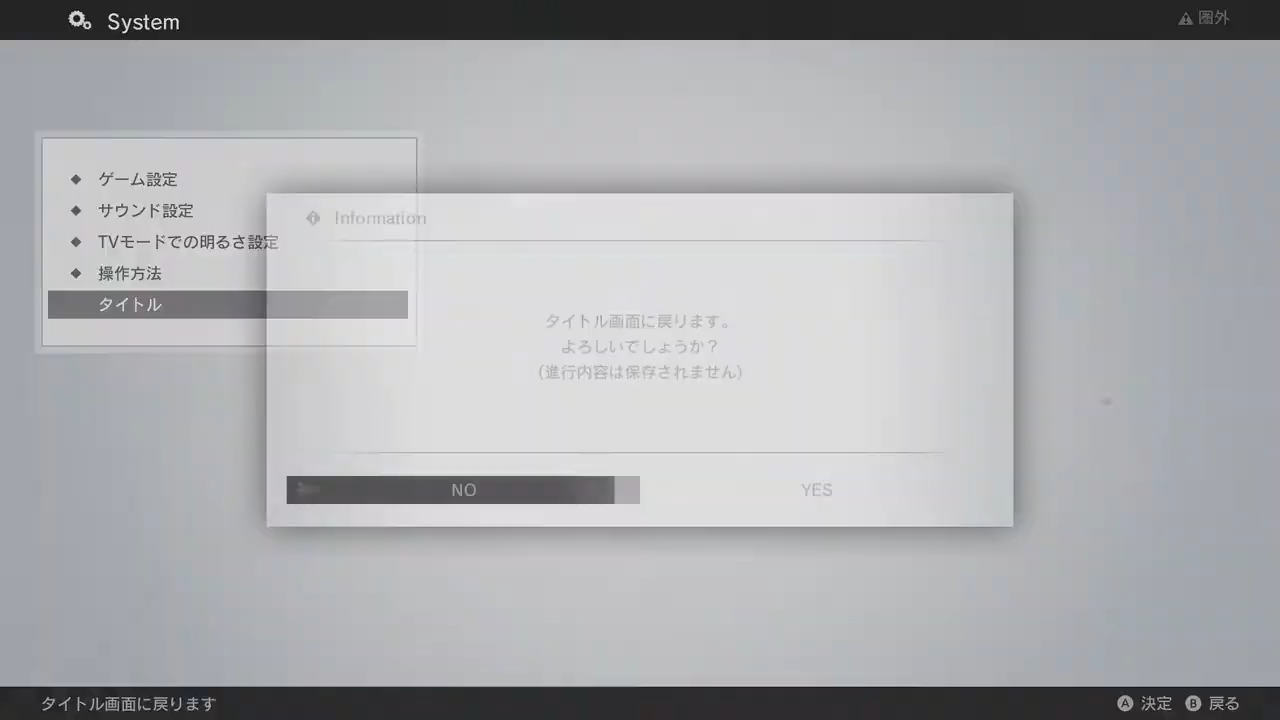 System
圏外
ゲーム設定
サウンド設定
TVモードでの明るさ設定
操作方法
タイトル
Information
タイトル画面に戻ります。
よろしいでしょうか？
（進行内容は保存されません）
NO
YES
タイトル画面に戻ります
A 決定 B 戻る